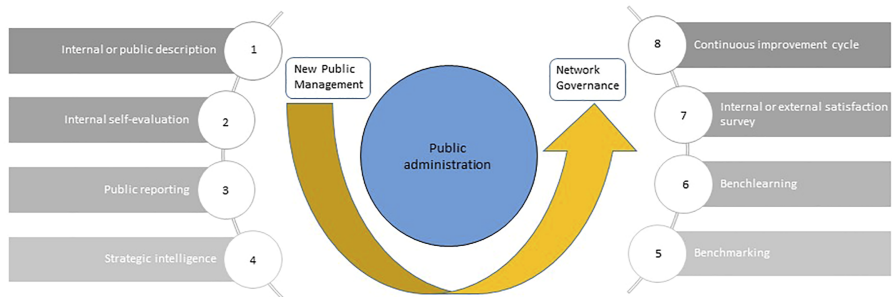 Internal or public description
1
Internal self-evaluation
2
Public reporting
3
Strategic intelligence
4
New Public
Management
Public
administration
Network
Governance
8
Continuous improvement cycle
7
Internal or external satisfaction
survey
6
Benchlearning
5
Benchmarking